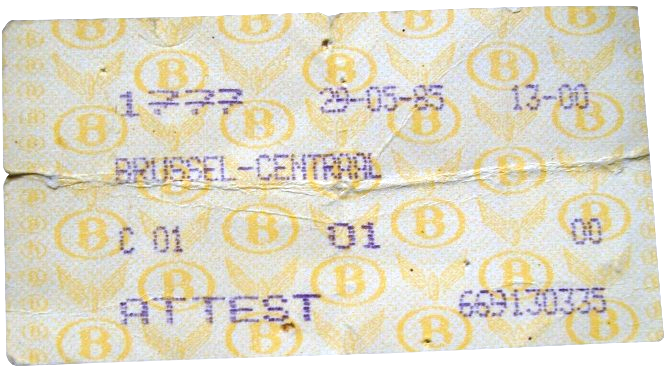 1777 29-05-85 13-00
BRUSSEL-CENTRAAL
C 01 01 00
ATTEST 669130335